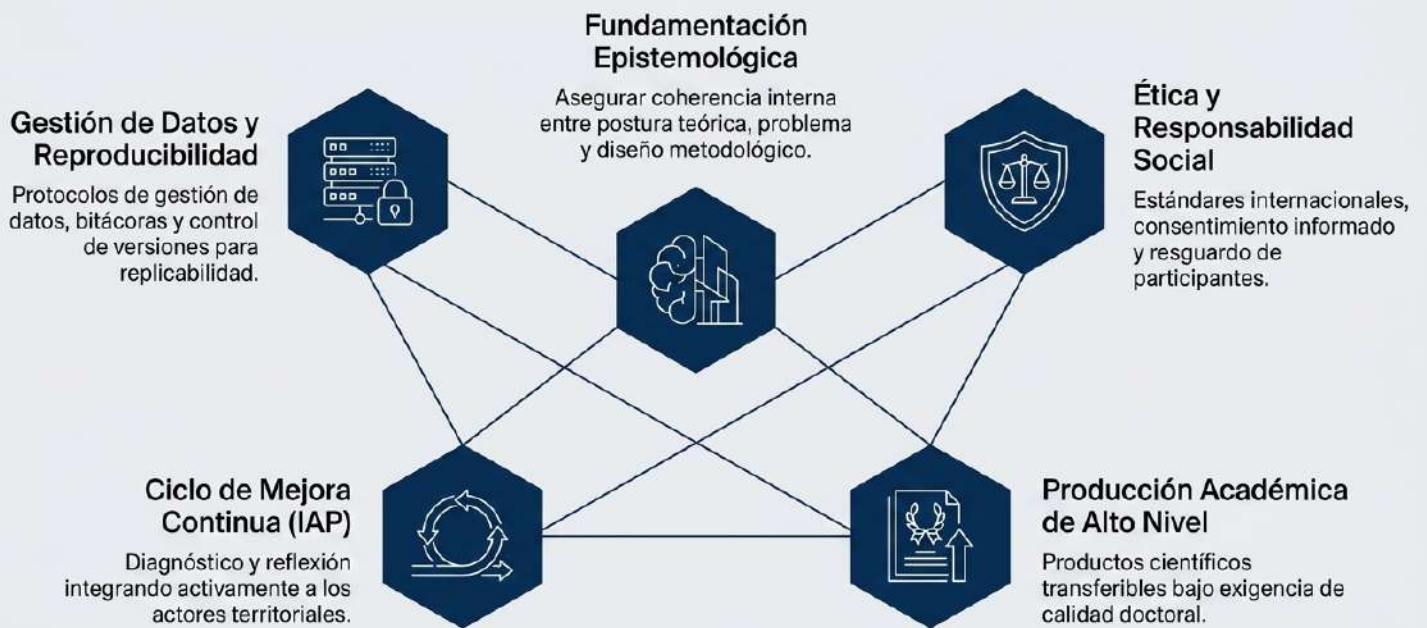 Fundamentación
Epistemológica
Asegurar coherencia interna
entre postura teórica, problema
y diseño metodológico.
Gestión de Datos y
Reproducibilidad
Protocolos de gestión de
datos, bitácoras y control
de versiones para
replicabilidad.
Ética y
Responsabilidad
Social
Estándares internacionales,
consentimiento informado
y resguardo de
participantes.
Ciclo de Mejora
Continua (IAP)
Diagnóstico y reflexión
integrando activamente a los
actores territoriales.
Producción Académica
de Alto Nivel
Productos científicos
transferibles bajo exigencia de
calidad doctoral.